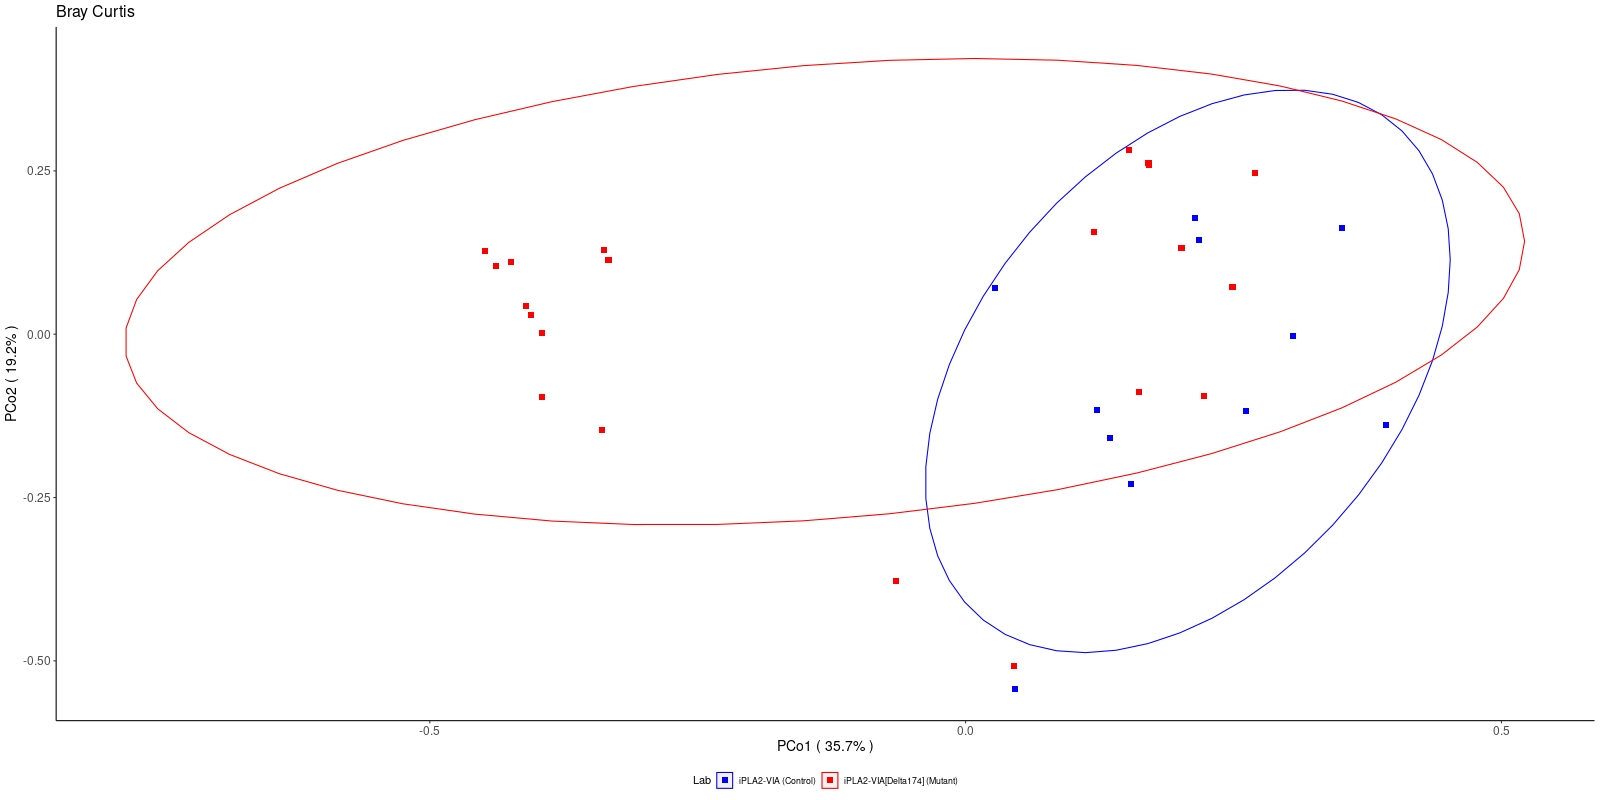 Bray Curtis
PCo2 ( 19.2% )
0.25
0.00
-0.25
-0.50
-0.5
0.0
0.5
PCo1 ( 35.7% )
Lab iPLA2-VIA (Control) iPLA2-VIA[Delta174] (Mutant)